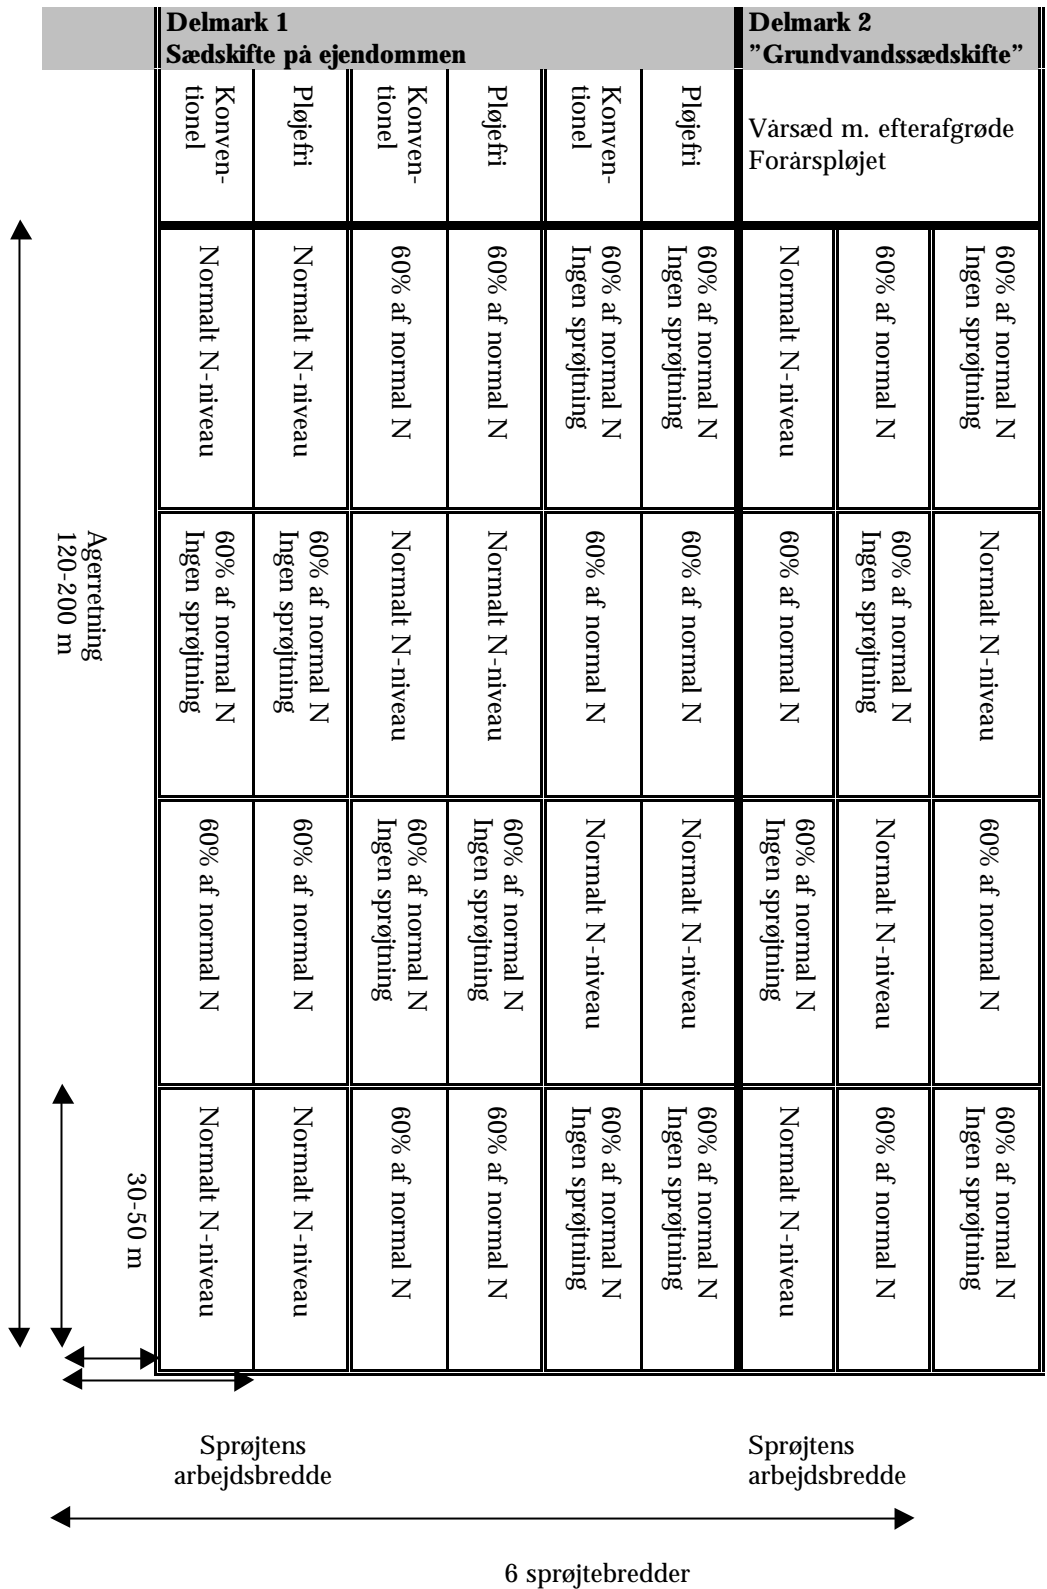 Delmark 1
Sædskifte på ejendommen
Delmark 2
”Grundvandssædskifte”
Konven-
tionel
Pløjefri
Konven-
tionel
Pløjefri
Konven-
tionel
Pløjefri
Vårsæd m. efterafgrøde
Forårspløjet
Normalt N-niveau
Normalt N-niveau
60% af normal N
60% af normal N
60% af normal N
Ingen sprøjtning
60% af normal N
Ingen sprøjtning
Normalt N-niveau
60% af normal N
60% af normal N
Ingen sprøjtning
Agerretning
120-200 m
60% af normal N
Ingen sprøjtning
60% af normal N
Ingen sprøjtning
Normalt N-niveau
Normalt N-niveau
60% af normal N
60% af normal N
60% af normal N
60% af normal N
Ingen sprøjtning
Normalt N-niveau
60% af normal N
60% af normal N
60% af normal N
Ingen sprøjtning
60% af normal N
Ingen sprøjtning
Normalt N-niveau
Normalt N-niveau
60% af normal N
Ingen sprøjtning
Normalt N-niveau
60% af normal N
30-50 m
Normalt N-niveau
Normalt N-niveau
60% af normal N
60% af normal N
60% af normal N
Ingen sprøjtning
60% af normal N
Ingen sprøjtning
Normalt N-niveau
60% af normal N
60% af normal N
Ingen sprøjtning
Sprøjtens
arbejdsbredde
Sprøjtens
arbejdsbredde
6 sprøjtebredder